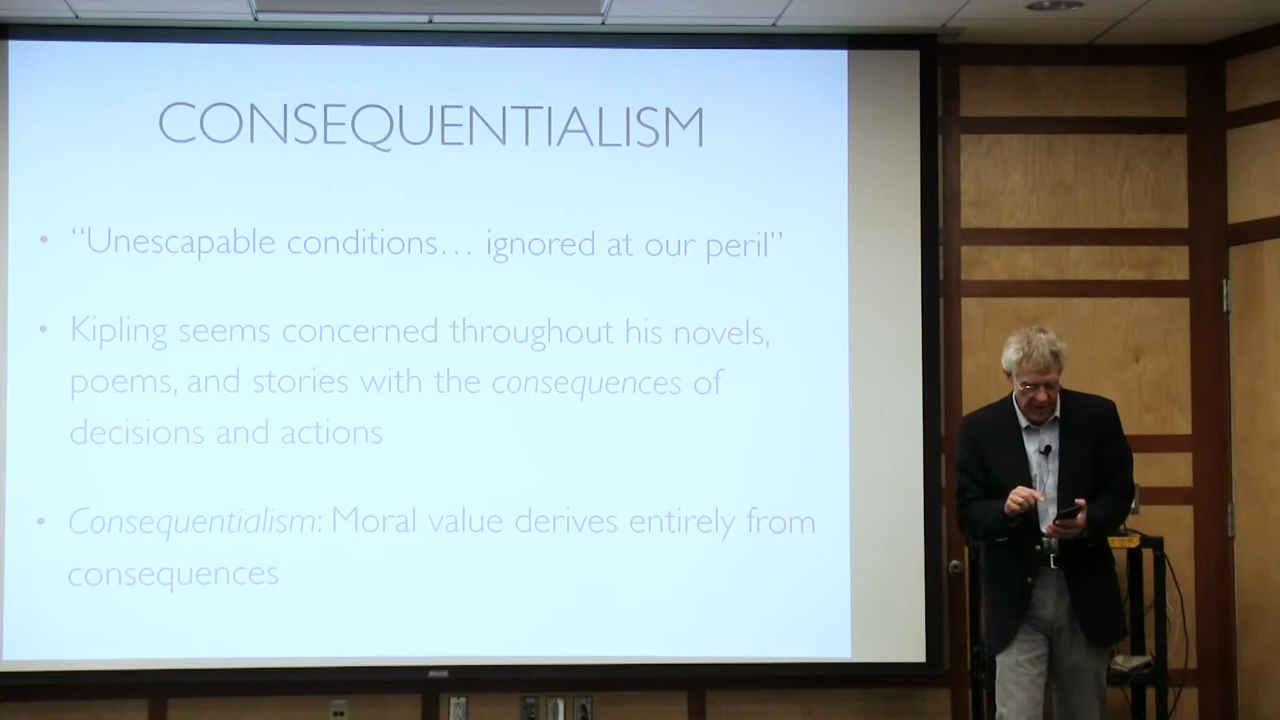 CONSEQUENTIALISM
• “Unescapable conditions… ignored at our peril”
• Kipling seems concerned throughout his novels,
poems, and stories with the consequences of
decisions and actions
• Consequentialism: Moral value derives entirely from
consequences